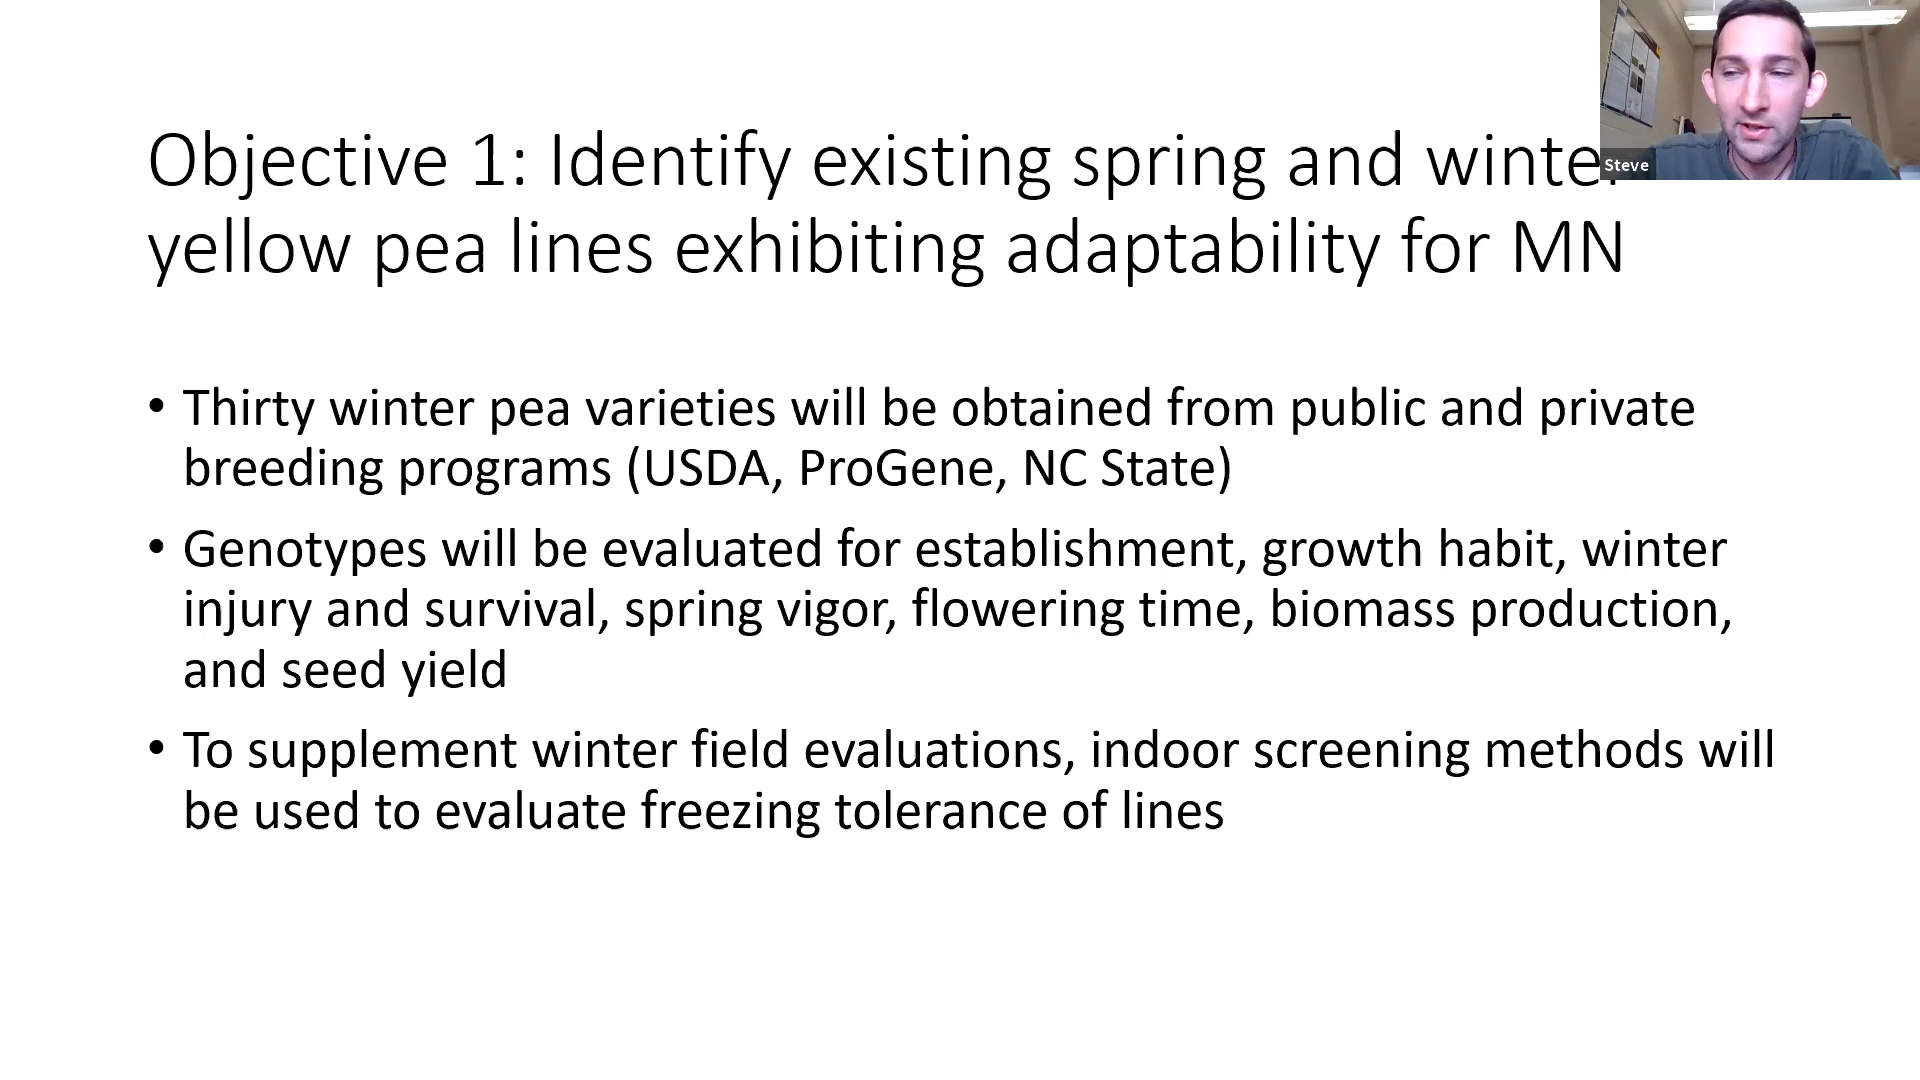 Objective 1: Identify existing spring and winter
yellow pea lines exhibiting adaptability for MN
• Thirty winter pea varieties will be obtained from public and private
breeding programs (USDA, ProGene, NC State)
• Genotypes will be evaluated for establishment, growth habit, winter
injury and survival, spring vigor, flowering time, biomass production,
and seed yield
• To supplement winter field evaluations, indoor screening methods will
be used to evaluate freezing tolerance of lines
Steve